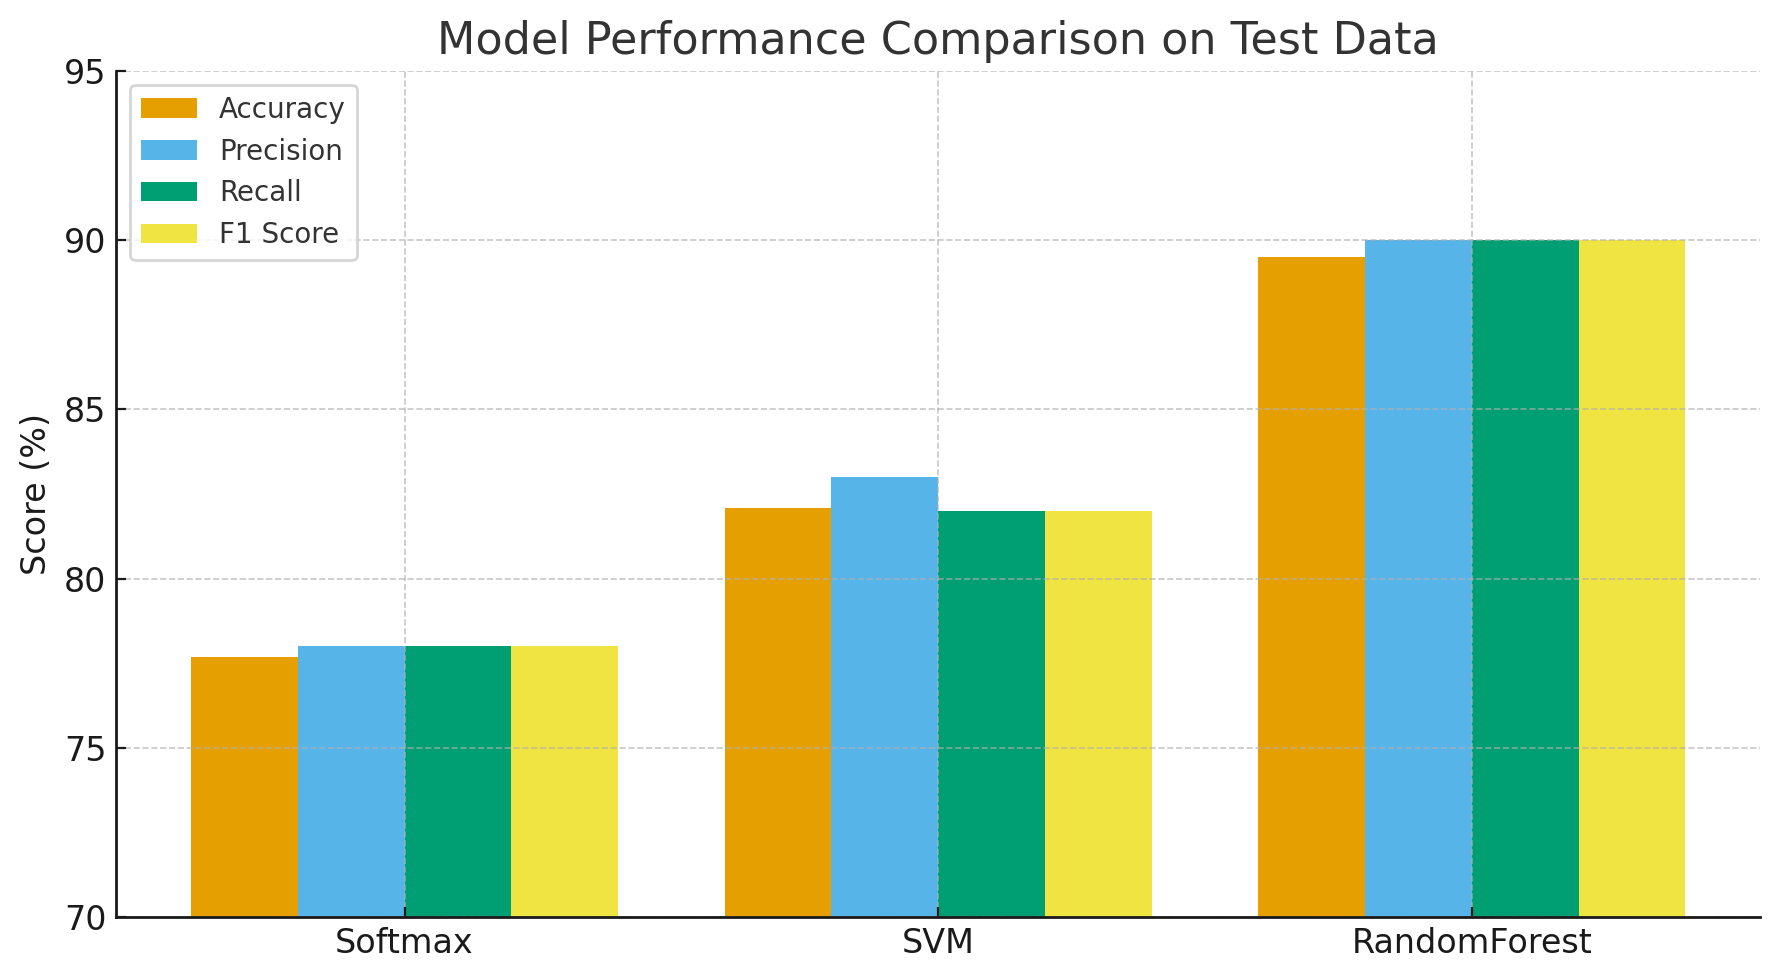 Model Performance Comparison on Test Data
Score (%)
95
90
85
80
75
70
Accuracy
Precision
Recall
F1 Score
Softmax
SVM
RandomForest